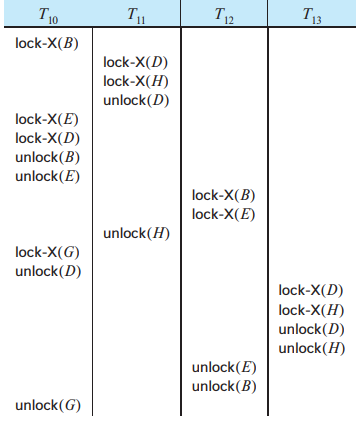 T10 T11 T12 T13
lock-X(B)
lock-X(D)
lock-X(H)
unlock(D)
lock-X(E)
lock-X(D)
unlock(B)
unlock(E)
lock-X(B)
lock-X(E)
unlock(H)
lock-X(G)
unlock(D)
lock-X(D)
lock-X(H)
unlock(D)
unlock(H)
unlock(E)
unlock(B)
unlock(G)